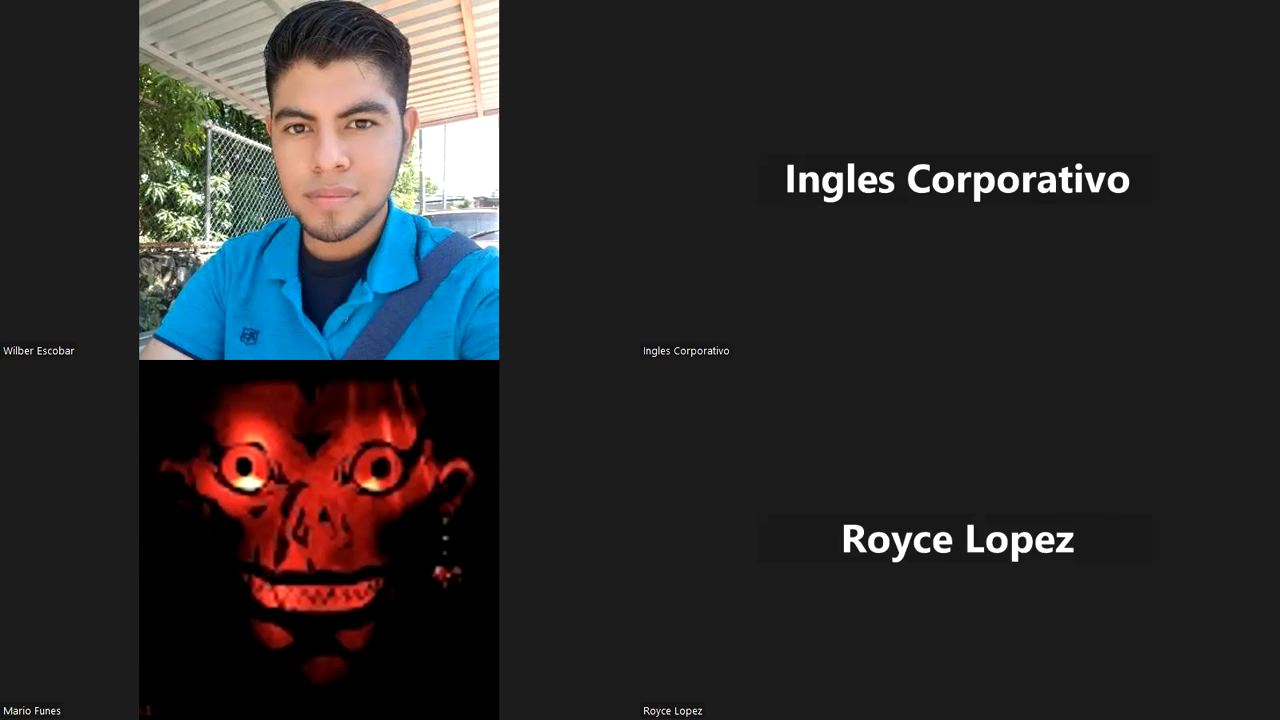 Ingles Corporativo
Wilber Escobar
Ingles Corporativo
Royce Lopez
Mario Funes
Royce Lopez